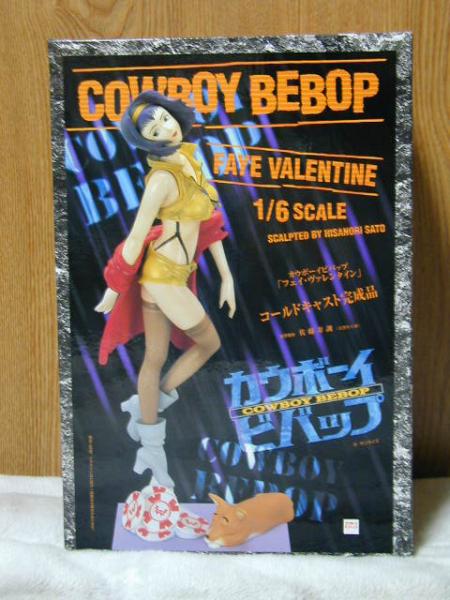 COWBOY BEBOP
FAYE VALENTINE
1/6 SCALE
SCALPTED BY HISANORI SATO
カウボーイビバップ
「フェイ・ヴァレンタイン」
コールドキャスト完成品
カウボーイ
COWBOY BEBOP
ビバップ
COWBOY
BEBOP
COWBOY
BEBOP